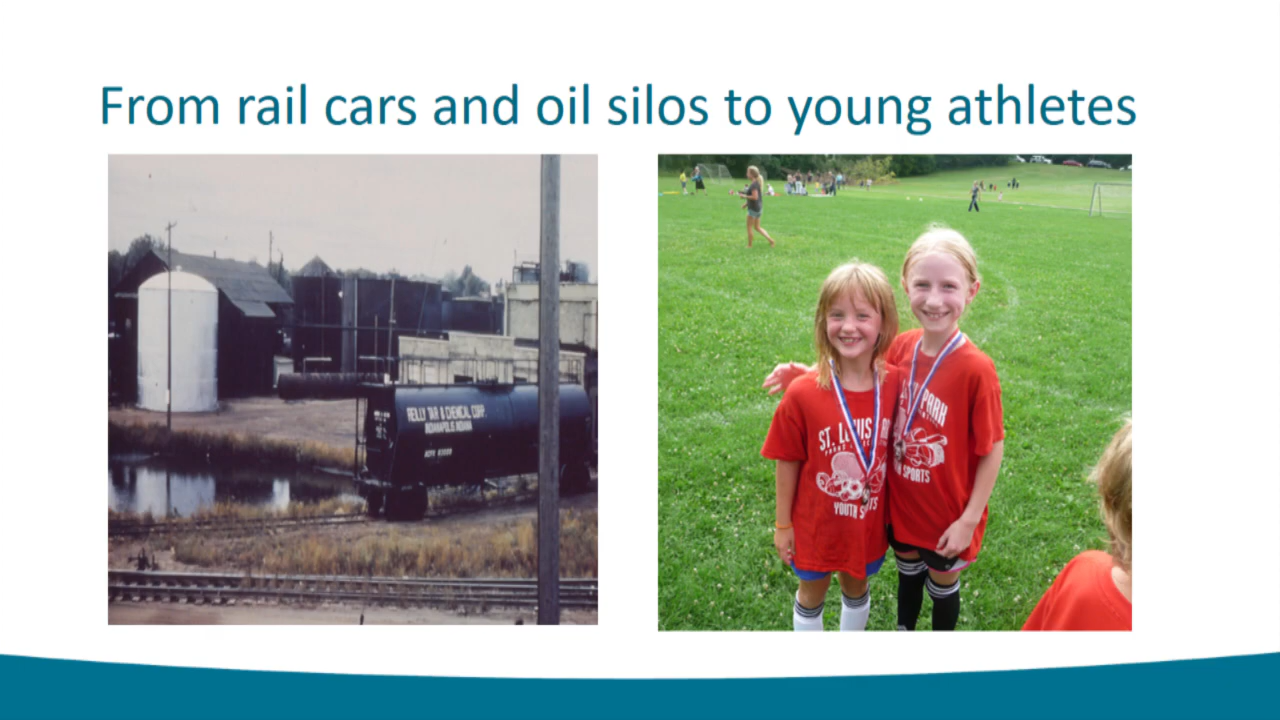 From rail cars and oil silos to young athletes
REILLY TAR & CHEMICAL CORP.
INDIANAPOLIS INDIANA
ST. LOUIS
YOUTH SPORTS
PARK
SPORTS